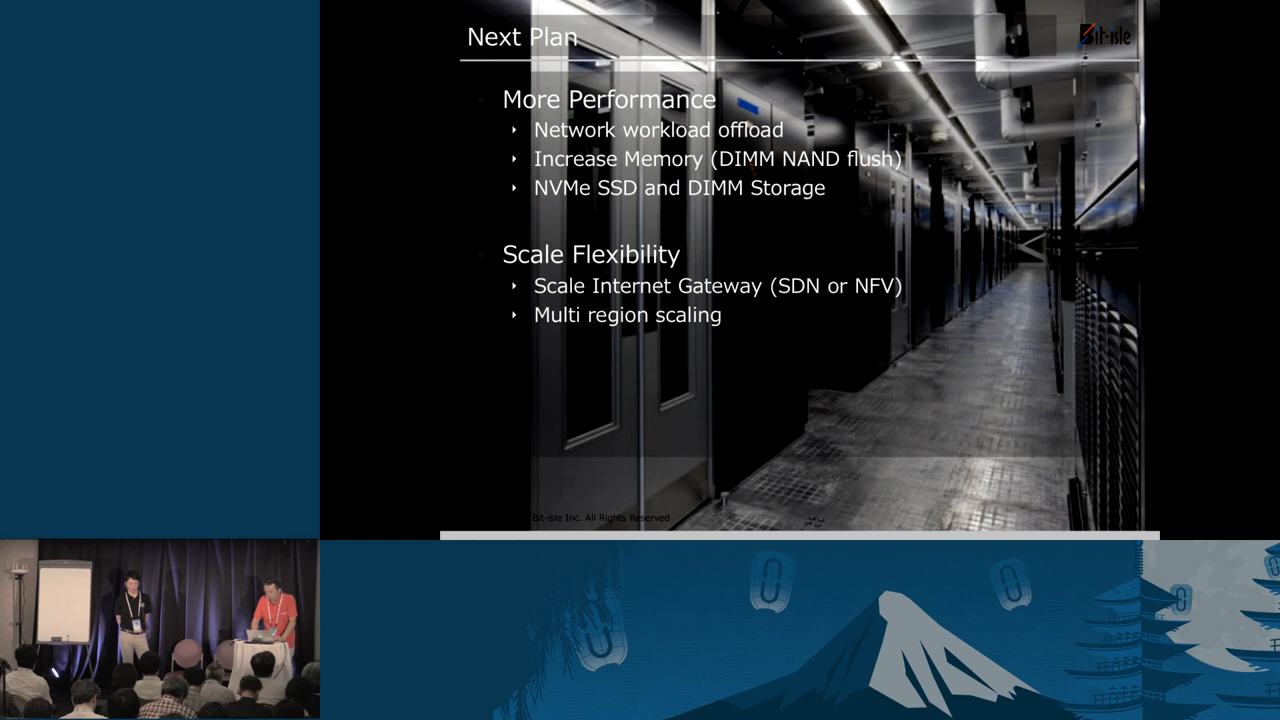 Next Plan
Bit-isle
More Performance
Network workload offload
Increase Memory (DIMM NAND flush)
NVMe SSD and DIMM Storage
Scale Flexibility
Scale Internet Gateway (SDN or NFV)
Multi region scaling
Bit-isle Inc. All Rights Reserved